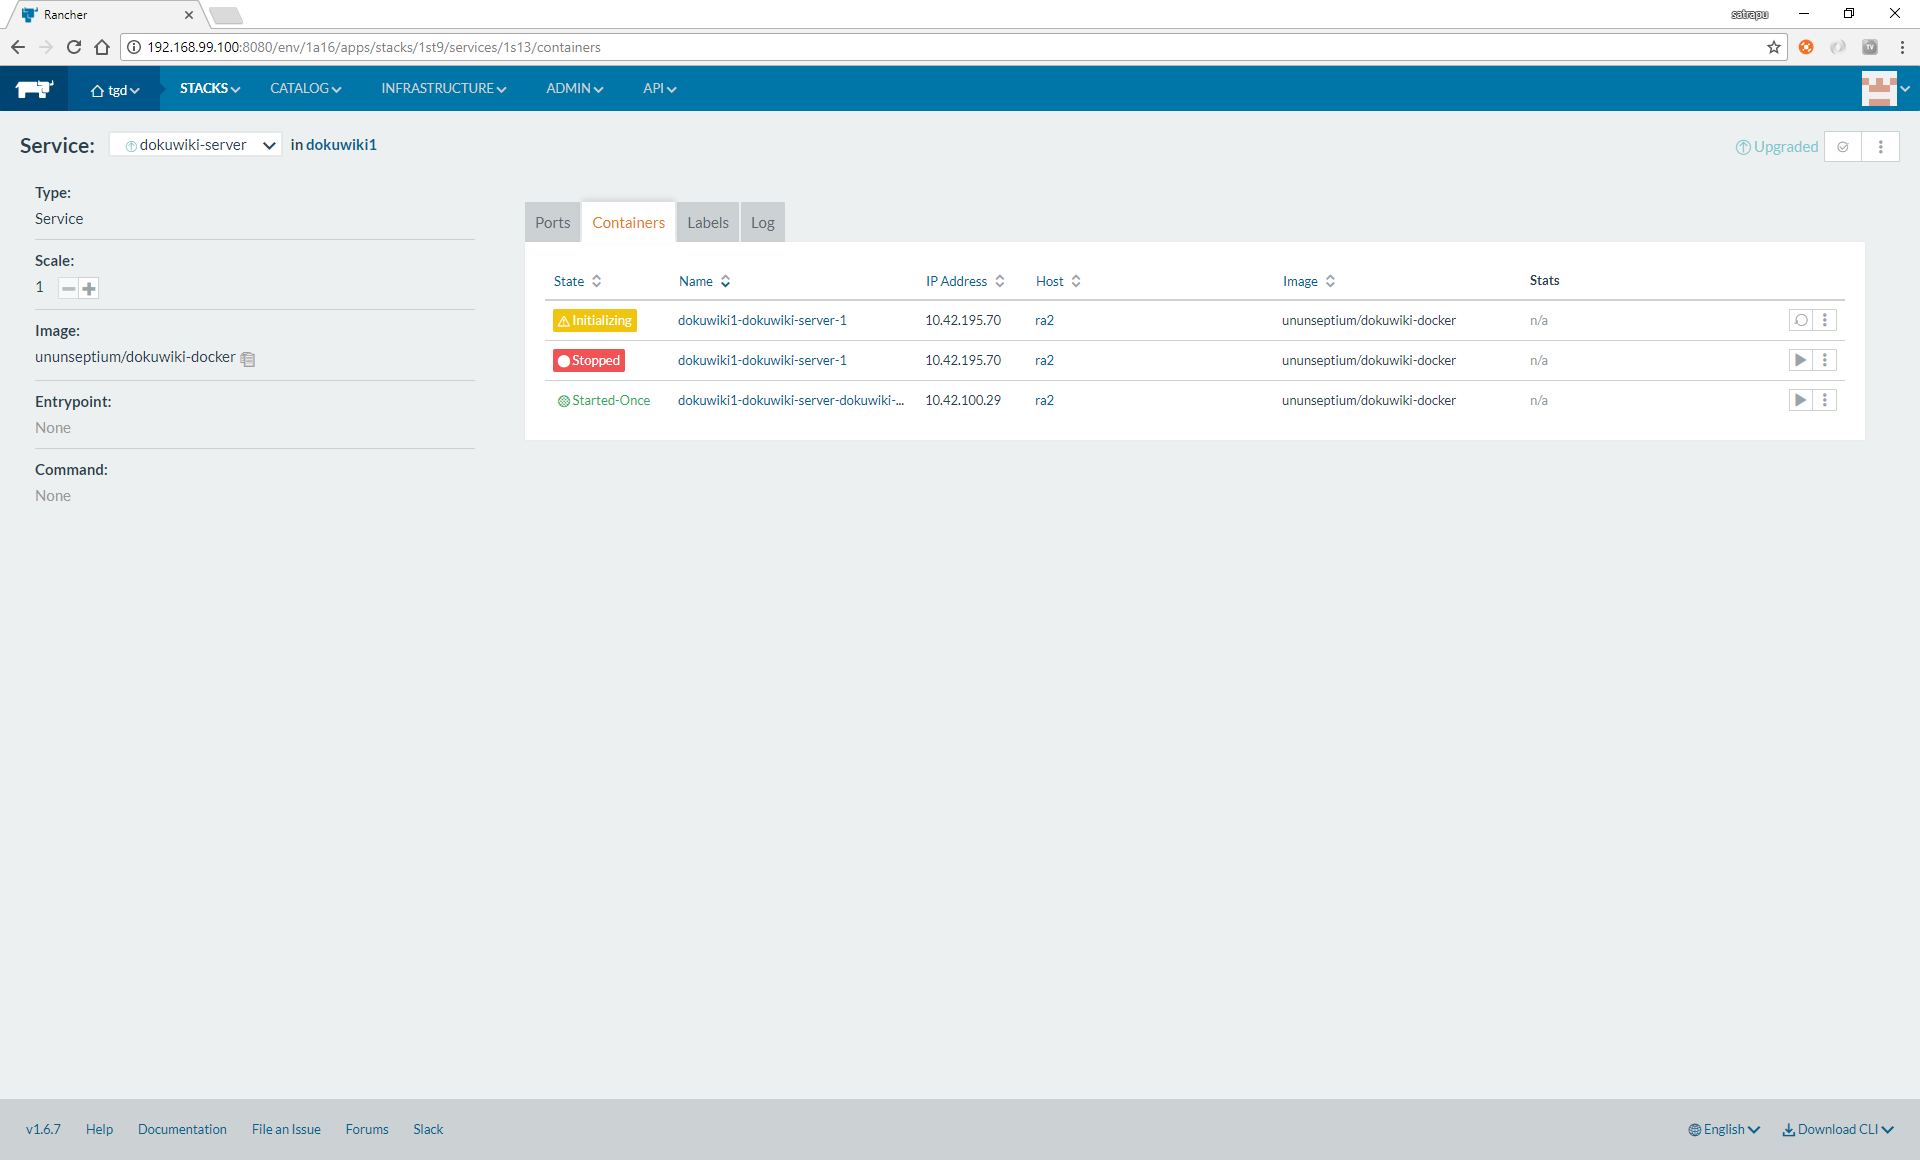 Rancher
satrapu
192.168.99.100:8080/env/1a16/apps/stacks/1st9/services/1s13/containers
TV
tgd STACKS CATALOG INFRASTRUCTURE ADMIN API
Service: dokuwiki-server in dokuwiki1 Upgraded
Type:
Service
Scale:
1
Image:
ununseptium/dokuwiki-docker
Entrypoint:
None
Command:
None
Ports Containers Labels Log
State Name IP Address Host Image Stats
Initializing dokuwiki1-dokuwiki-server-1 10.42.195.70 ra2 ununseptium/dokuwiki-docker n/a
Stopped dokuwiki1-dokuwiki-server-1 10.42.195.70 ra2 ununseptium/dokuwiki-docker n/a
Started-Once dokuwiki1-dokuwiki-server-dokuwiki-... 10.42.100.29 ra2 ununseptium/dokuwiki-docker n/a
v1.6.7 Help Documentation File an Issue Forums Slack English Download CLI